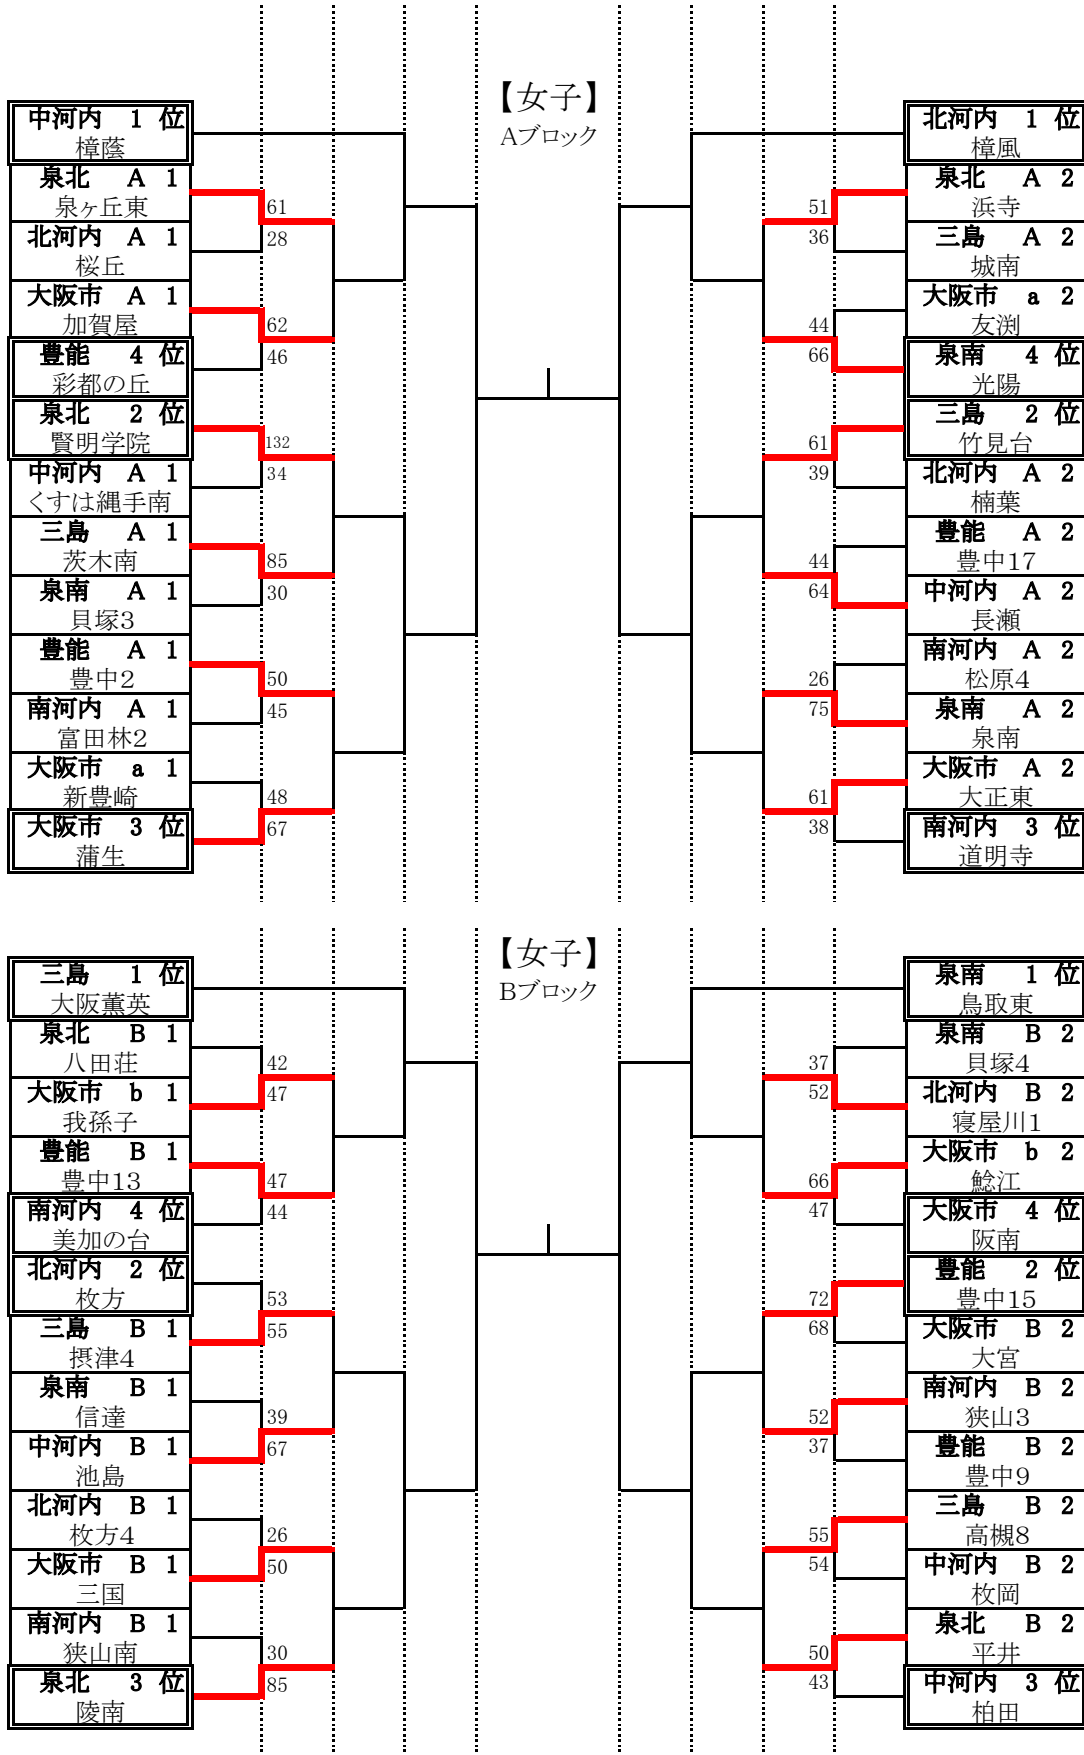 【女子】
Aブロック
中河内 1 位
樟蔭
泉北 A 1
泉ヶ丘東
61
28
北河内 A 1
桜丘
大阪市 A 1
加賀屋
62
46
豊能 4 位
彩都の丘
泉北 2 位
賢明学院
132
34
中河内 A 1
くすは縄手南
三島 A 1
茨木南
85
30
泉南 A 1
貝塚3
豊能 A 1
豊中2
50
45
南河内 A 1
富田林2
大阪市 a 1
新豊崎
48
67
大阪市 3 位
蒲生
北河内 1 位
樟風
泉北 A 2
浜寺
51
36
三島 A 2
城南
大阪市 a 2
友渕
44
66
泉南 4 位
光陽
三島 2 位
竹見台
61
39
北河内 A 2
楠葉
豊能 A 2
豊中17
44
64
中河内 A 2
長瀬
南河内 A 2
松原4
26
75
泉南 A 2
泉南
大阪市 A 2
大正東
61
38
南河内 3 位
道明寺
【女子】
Bブロック
三島 1 位
大阪薫英
泉北 B 1
八田荘
42
47
大阪市 b 1
我孫子
豊能 B 1
豊中13
47
44
南河内 4 位
美加の台
北河内 2 位
枚方
53
55
三島 B 1
摂津4
泉南 B 1
信達
39
67
中河内 B 1
池島
北河内 B 1
枚方4
26
50
大阪市 B 1
三国
南河内 B 1
狭山南
30
85
泉北 3 位
陵南
泉南 1 位
鳥取東
泉南 B 2
貝塚4
37
52
北河内 B 2
寝屋川1
大阪市 b 2
鯰江
66
47
大阪市 4 位
阪南
豊能 2 位
豊中15
72
68
大阪市 B 2
大宮
南河内 B 2
狭山3
52
37
豊能 B 2
豊中9
三島 B 2
高槻8
55
54
中河内 B 2
枚岡
泉北 B 2
平井
50
43
中河内 3 位
柏田